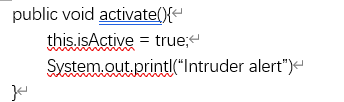 public void activate(){
this.isActive = true;
System.out.printl(“Intruder alert”)
}